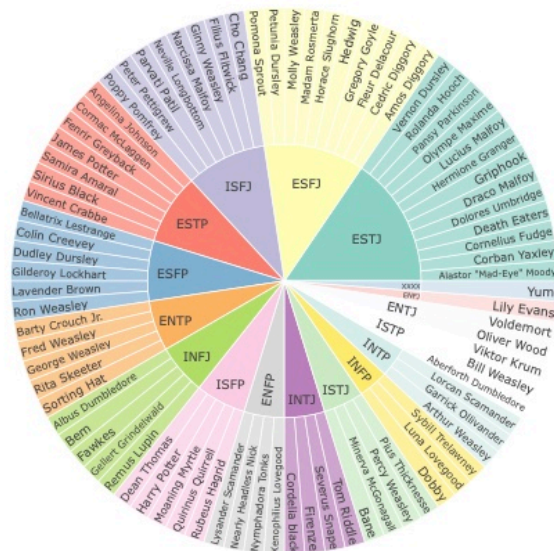 ESFJ
Pomona Sprout
Petunia Dursley
Molly Weasley
Madam Rosmerta
Horace Slughorn
Hedwig
Gregory Goyle
Fleur Delacour
Cedric Diggory
Amos Diggory
ESTJ
Vernon Dursley
Rolanda Hooch
Pansy Parkinson
Olympe Maxime
Lucius Malfoy
Hermione Granger
Griphook
Draco Malfoy
Dolores Umbridge
Death Eaters
Cornelius Fudge
Corban Yaxley
Alastor "Mad-Eye" Moody
XXXX
Yum
ENFJ
Lily Evans
ENTJ
Voldemort
Oliver Wood
ISTP
Viktor Krum
Bill Weasley
INTP
Aberforth Dumbledore
Lorcan Scamander
Garrick Olivander
Arthur Weasley
INFP
Sybill Trelawney
Luna Lovegood
Dobby
ISTJ
Pius Thicknesse
Percy Weasley
Minerva McGonagall
Bane
INTJ
Tom Riddle
Severus Snape
Firenze
Cordelia black
ENFP
Xenophilius Lovegood
Nymphadora Tonks
Nearly Headless Nick
Lysander Scamander
ISFP
Rubeus Hagrid
Quirinus Quirrell
Moaning Myrtle
Harry Potter
Dean Thomas
INFJ
Remus Lupin
Gellert Grindelwald
Fawkes
Bem
Albus Dumbledore
ENTP
Sorting Hat
Rita Skeeter
George Weasley
Fred Weasley
Barty Crouch Jr.
ESFP
Ron Weasley
Lavender Brown
Gilderoy Lockhart
Dudley Dursley
Colin Creevey
Bellatrix Lestrange
ESTP
Vincent Crabbe
Sirius Black
Samira Amaral
James Potter
Fenrir Greyback
Cormac McLaggen
Angelina Johnson
ISFJ
Poppy Pomfrey
Peter Pettigrew
Parvati Patil
Neville Longbottom
Narcissa Malfoy
Ginny Weasley
Filius Flitwick
Cho Chang